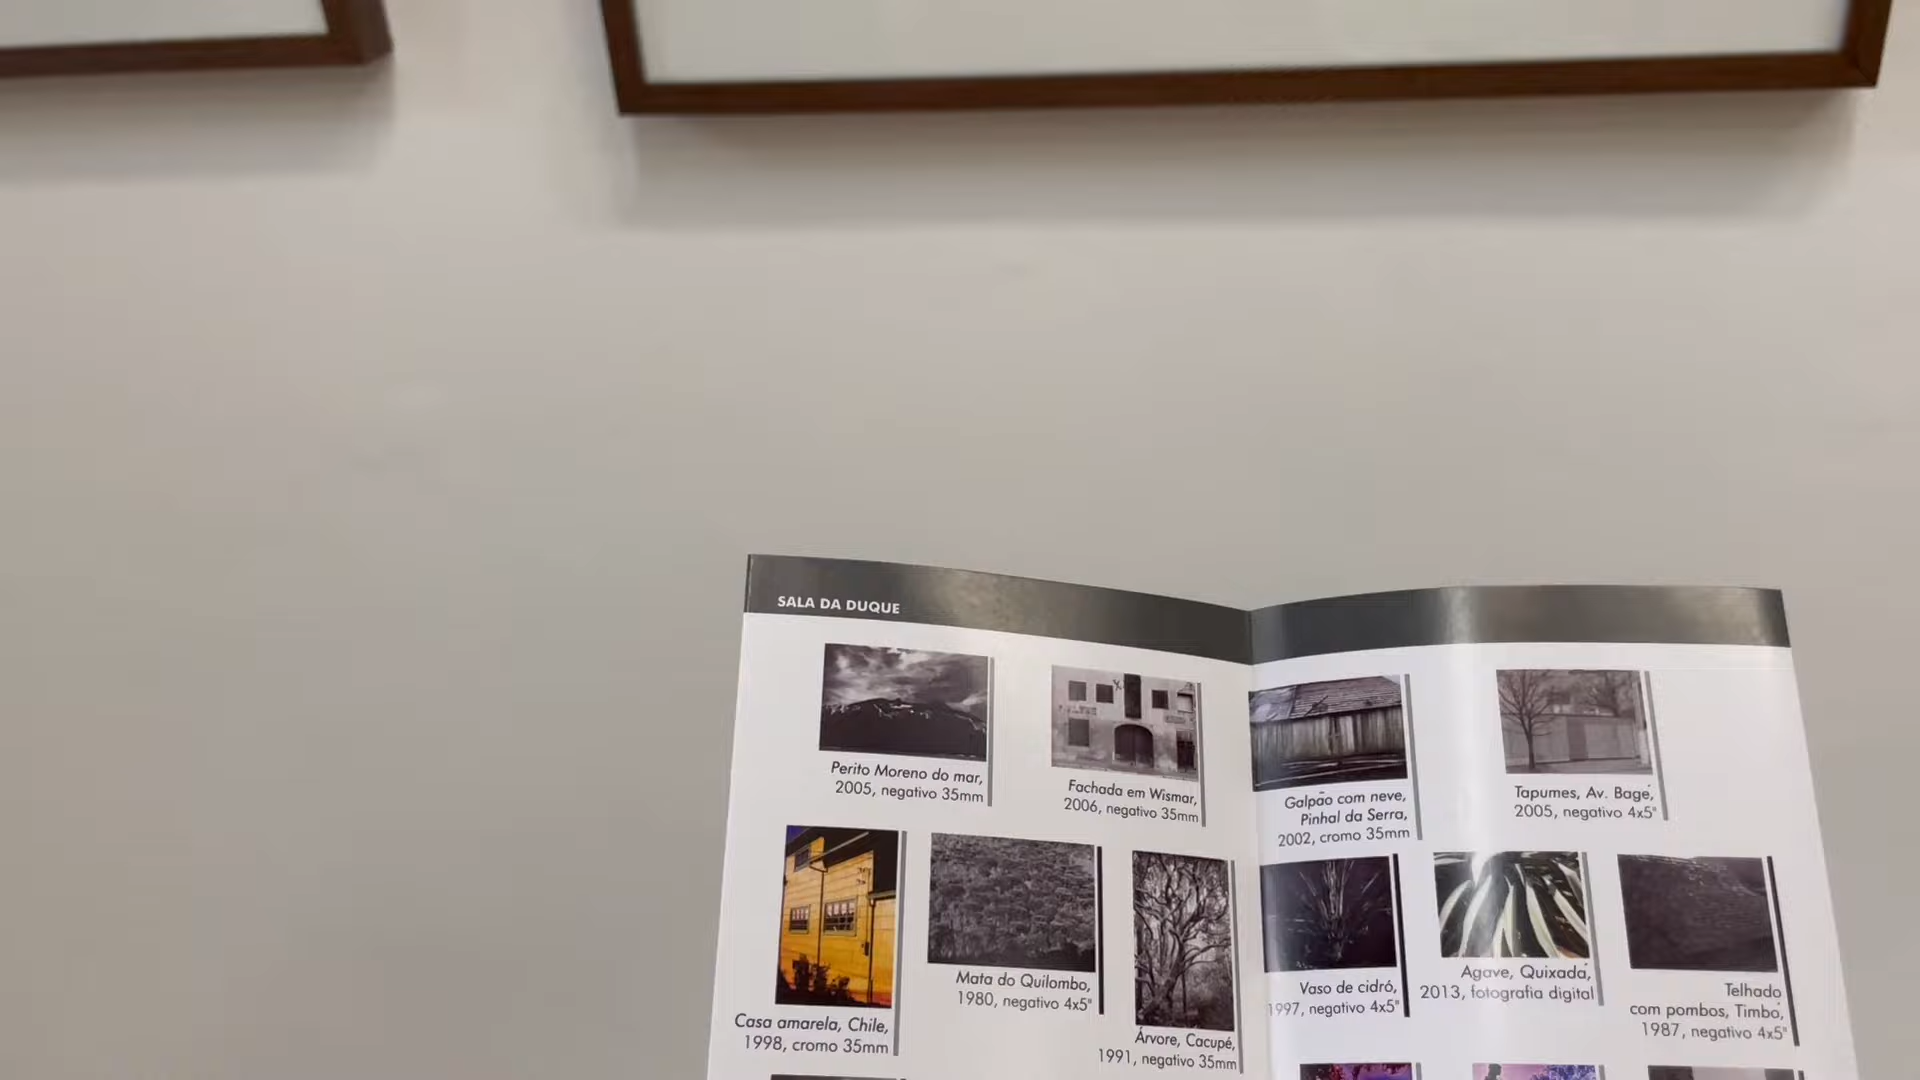 SALA DA DUQUE
Perito Moreno do mar,
2005, negativo 35mm
Fachada em Wismar,
2006, negativo 35mm
Galpão com neve,
Pinhal da Serra,
2002, cromo 35mm
Tapumes, Av. Bagé,
2005, negativo 4x5"
Casa amarela, Chile,
1998, cromo 35mm
Mata do Quilombo,
1980, negativo 4x5"
Árvore, Cacupé,
1991, negativo 35mm
Vaso de cidró,
1997, negativo 4x5"
Agave, Quixadá,
2013, fotografia digital
Telhado
com pombos, Timbó,
1987, negativo 4x5"